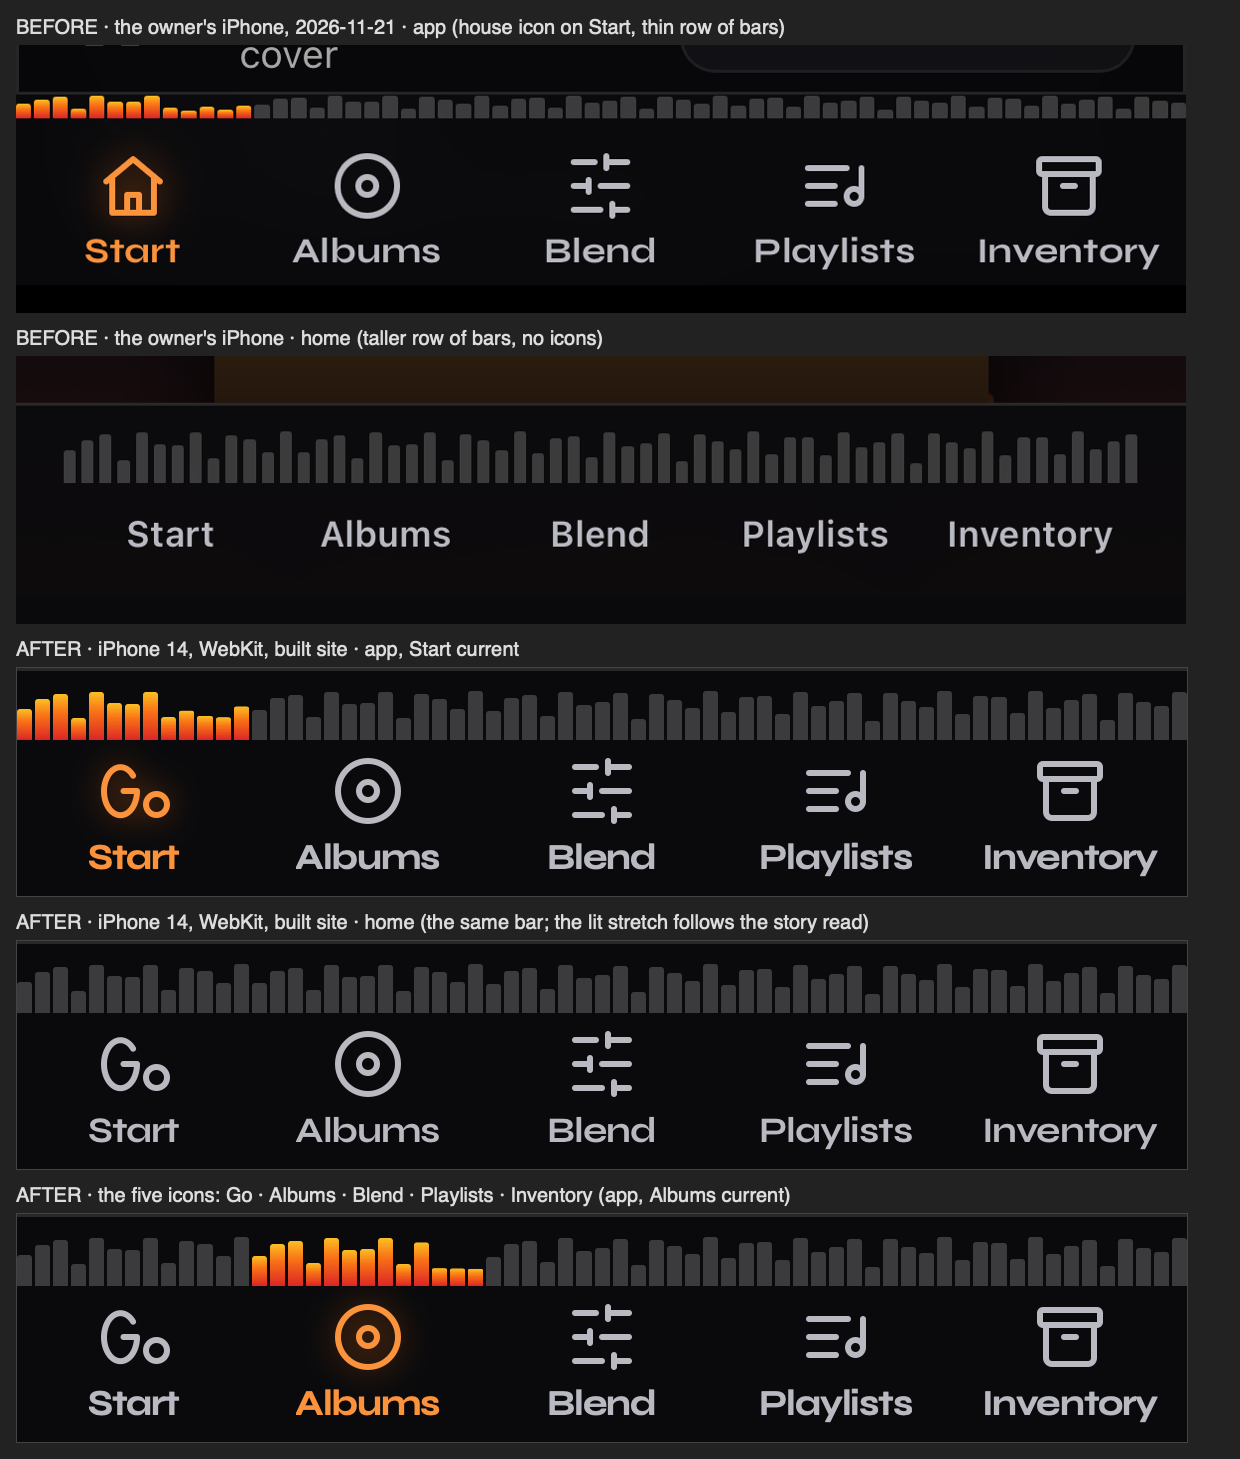 BEFORE · the owner's iPhone, 2026-11-21 · app (house icon on Start, thin row of bars)
cover
Start Albums Blend Playlists Inventory
BEFORE · the owner's iPhone · home (taller row of bars, no icons)
Start Albums Blend Playlists Inventory
AFTER · iPhone 14, WebKit, built site · app, Start current
Go
Start Albums Blend Playlists Inventory
AFTER · iPhone 14, WebKit, built site · home (the same bar; the lit stretch follows the story read)
Go
Start Albums Blend Playlists Inventory
AFTER · the five icons: Go · Albums · Blend · Playlists · Inventory (app, Albums current)
Go
Start Albums Blend Playlists Inventory